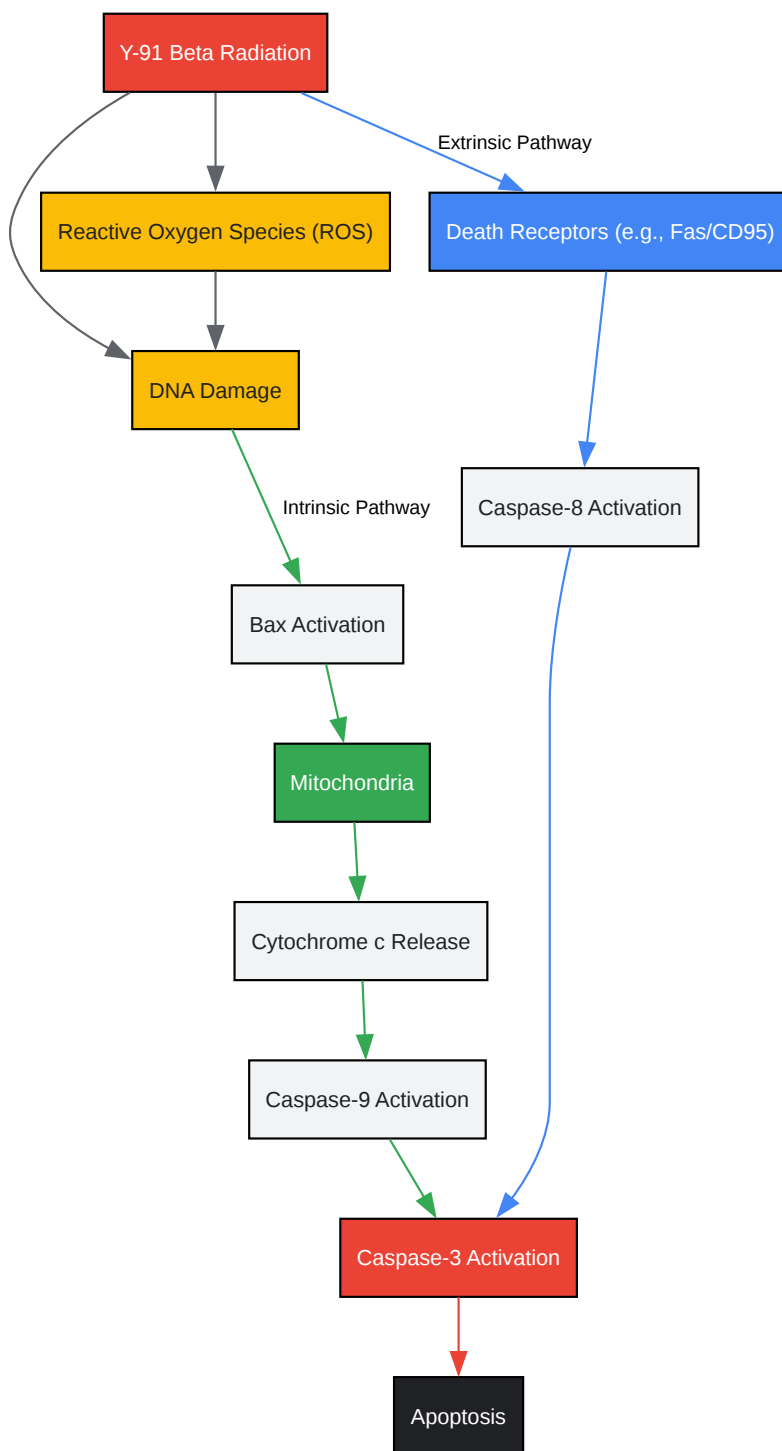 Y-91 Beta Radiation
Extrinsic Pathway
Reactive Oxygen Species (ROS)
Death Receptors (e.g., Fas/CD95)
DNA Damage
Intrinsic Pathway
Caspase-8 Activation
Bax Activation
Mitochondria
Cytochrome c Release
Caspase-9 Activation
Caspase-3 Activation
Apoptosis